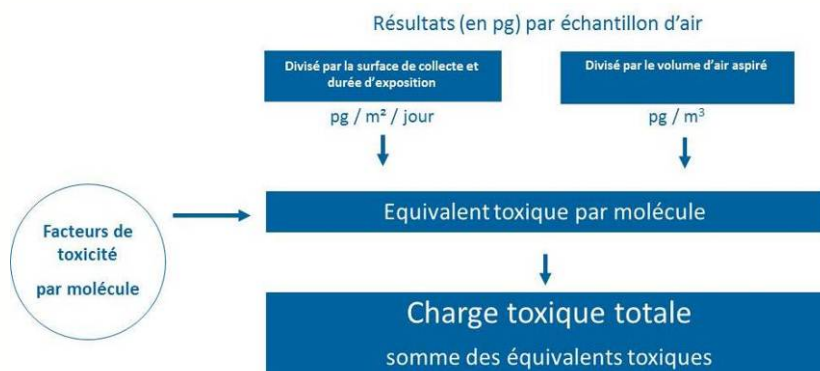 Résultats (en pg) par échantillon d'air
Divisé par la surface de collecte et
durée d'exposition
Divisé par le volume d'air aspiré
pg / m² / jour
pg / m³
Facteurs de
toxicité
par molécule
Equivalent toxique par molécule
Charge toxique totale
somme des équivalents toxiques